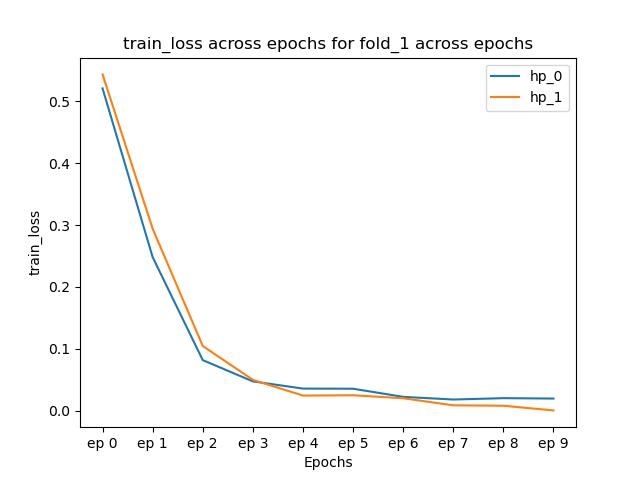 train_loss across epochs for fold_1 across epochs
hp_0
hp_1
0.5
0.4
0.3
0.2
0.1
0.0
train_loss
ep 0 ep 1 ep 2 ep 3 ep 4 ep 5 ep 6 ep 7 ep 8 ep 9
Epochs